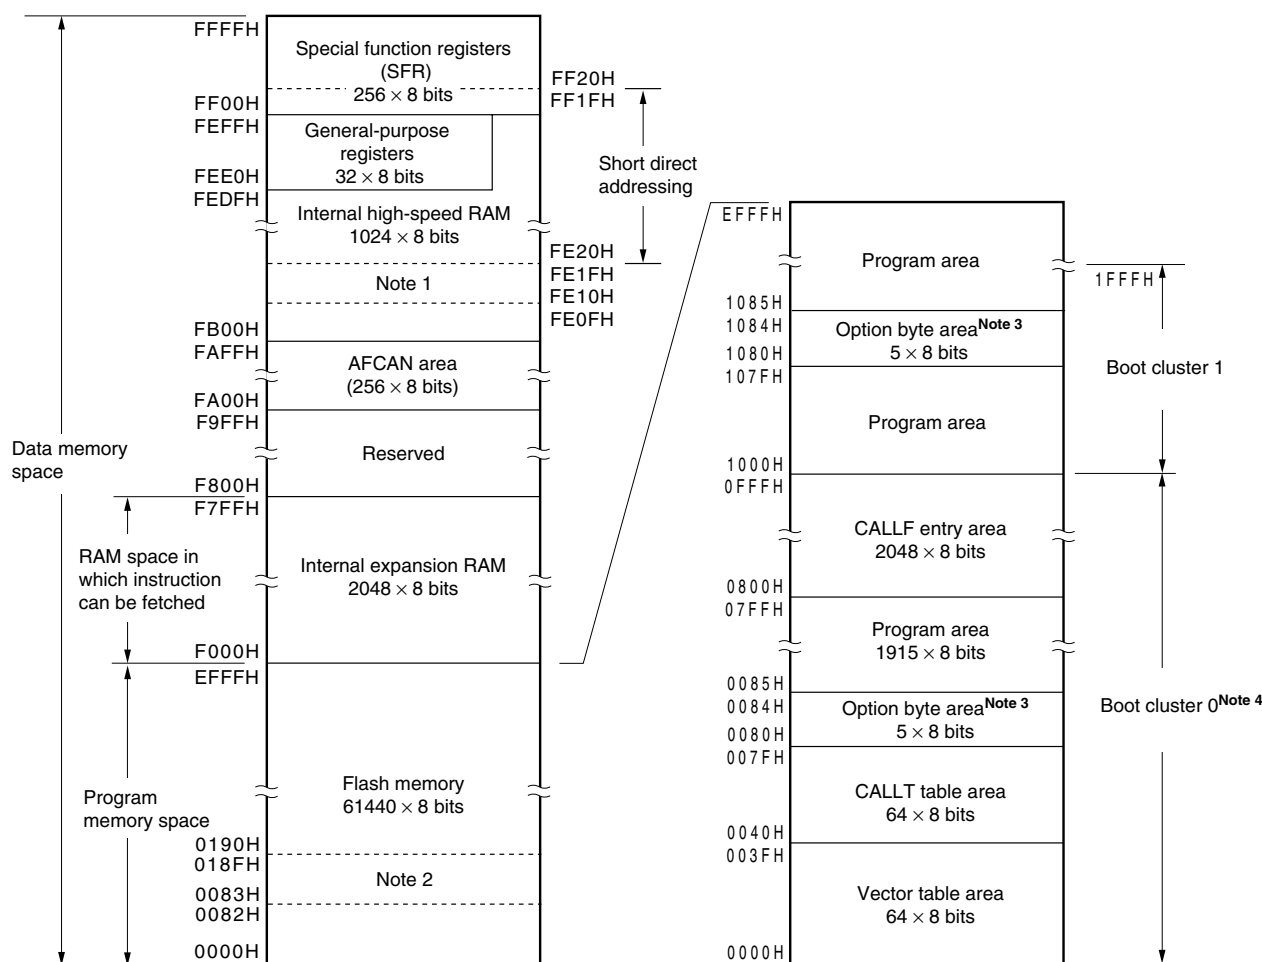 FFFFH
Special function registers
(SFR)
256 × 8 bits
FF20H
FF1FH
FF00H
FEFFH
General-purpose
registers
32 × 8 bits
FEE0H
FEDFH
Short direct
addressing
Internal high-speed RAM
1024 × 8 bits
FE20H
FE1FH
Note 1
FE10H
FE0FH
FB00H
FAFFH
AFCAN area
(256 × 8 bits)
FA00H
F9FFH
Data memory
space
Reserved
F800H
F7FFH
RAM space in
which instruction
can be fetched
Internal expansion RAM
2048 × 8 bits
F000H
EFFFH
Program
memory space
Flash memory
61440 × 8 bits
0190H
018FH
Note 2
0083H
0082H
0000H
EFFFH
Program area
1FFFH
1085H
1084H
Option byte area Note 3
5 × 8 bits
1080H
107FH
Boot cluster 1
Program area
1000H
0FFFH
CALLF entry area
2048 × 8 bits
0800H
07FFH
Program area
1915 × 8 bits
0085H
0084H
Option byte area Note 3
5 × 8 bits
0080H
007FH
Boot cluster 0 Note 4
CALLT table area
64 × 8 bits
0040H
003FH
Vector table area
64 × 8 bits
0000H